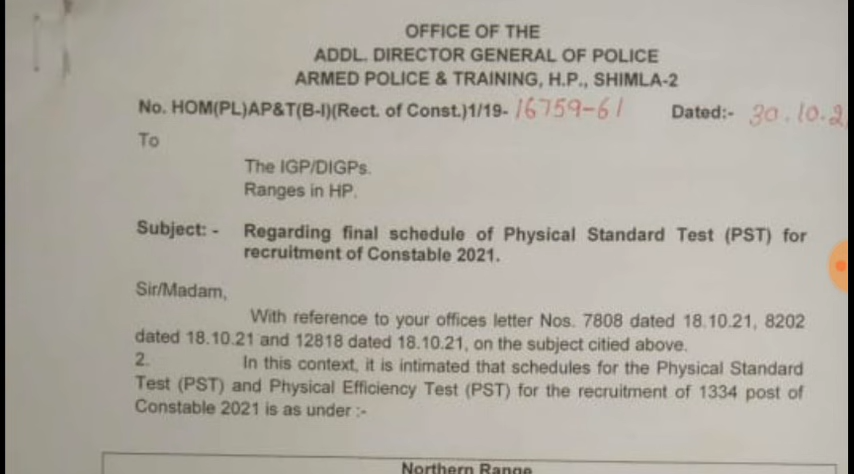 OFFICE OF THE
ADDL. DIRECTOR GENERAL OF POLICE
ARMED POLICE & TRAINING, H.P., SHIMLA-2
No. HOM(PL)AP&T(B-I)(Rect. of Const.)1/19- 16759-61 Dated:- 30.10.2
To
The IGP/DIGPs.
Ranges in HP.
Subject: - Regarding final schedule of Physical Standard Test (PST) for
recruitment of Constable 2021.
Sir/Madam,
With reference to your offices letter Nos. 7808 dated 18.10.21, 8202
dated 18.10.21 and 12818 dated 18.10.21, on the subject citied above.
2. In this context, it is intimated that schedules for the Physical Standard
Test (PST) and Physical Efficiency Test (PST) for the recruitment of 1334 post of
Constable 2021 is as under :-
Northern Range